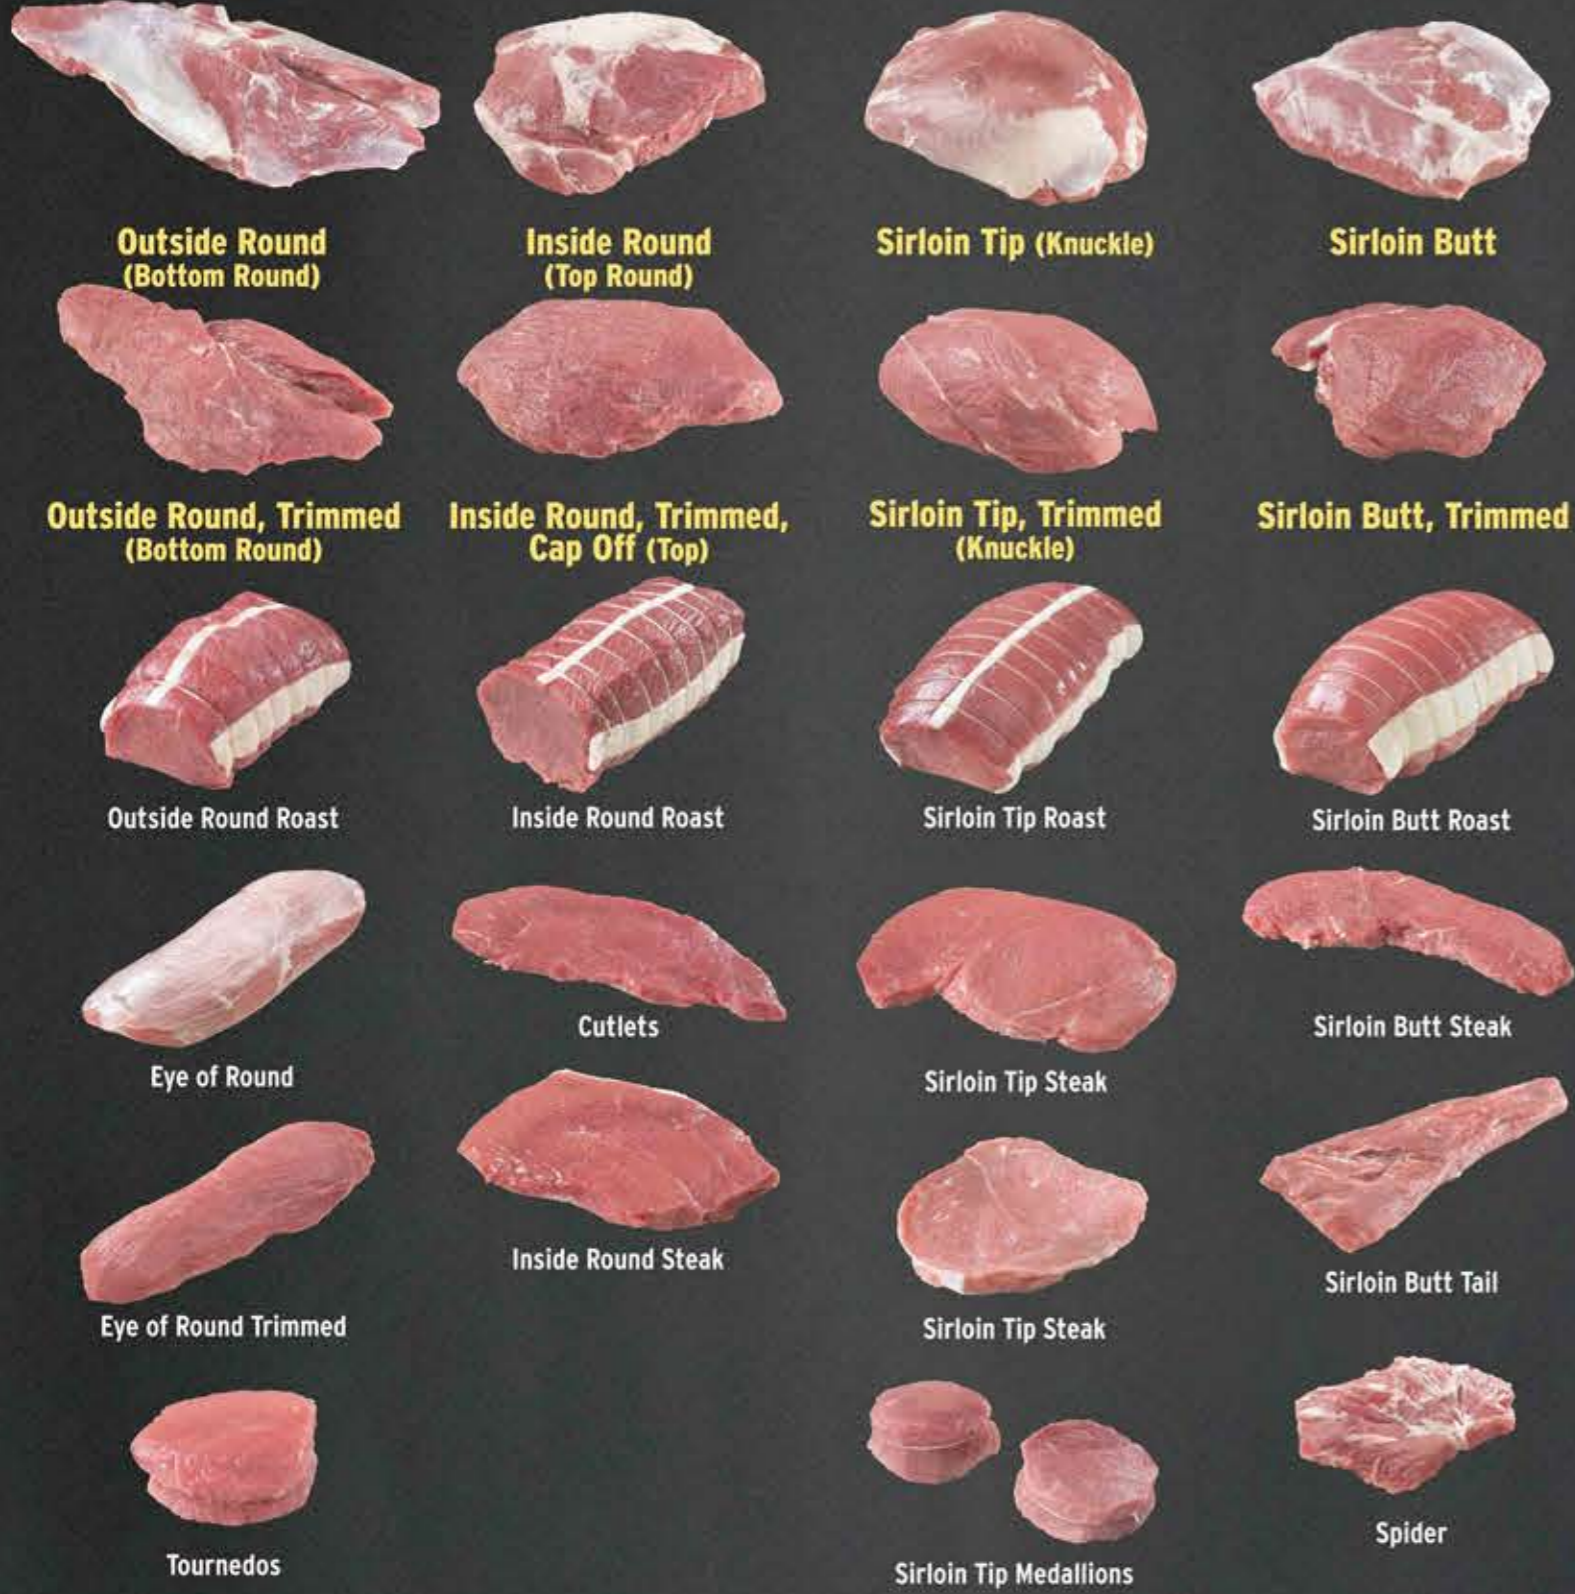 Outside Round
(Bottom Round)
Inside Round
(Top Round)
Sirloin Tip (Knuckle)
Sirloin Butt
Outside Round, Trimmed
(Bottom Round)
Inside Round, Trimmed,
Cap Off (Top)
Sirloin Tip, Trimmed
(Knuckle)
Sirloin Butt, Trimmed
Outside Round Roast
Inside Round Roast
Sirloin Tip Roast
Sirloin Butt Roast
Eye of Round
Cutlets
Sirloin Tip Steak
Sirloin Butt Steak
Eye of Round Trimmed
Inside Round Steak
Sirloin Tip Steak
Sirloin Butt Tail
Tournedos
Sirloin Tip Medallions
Spider